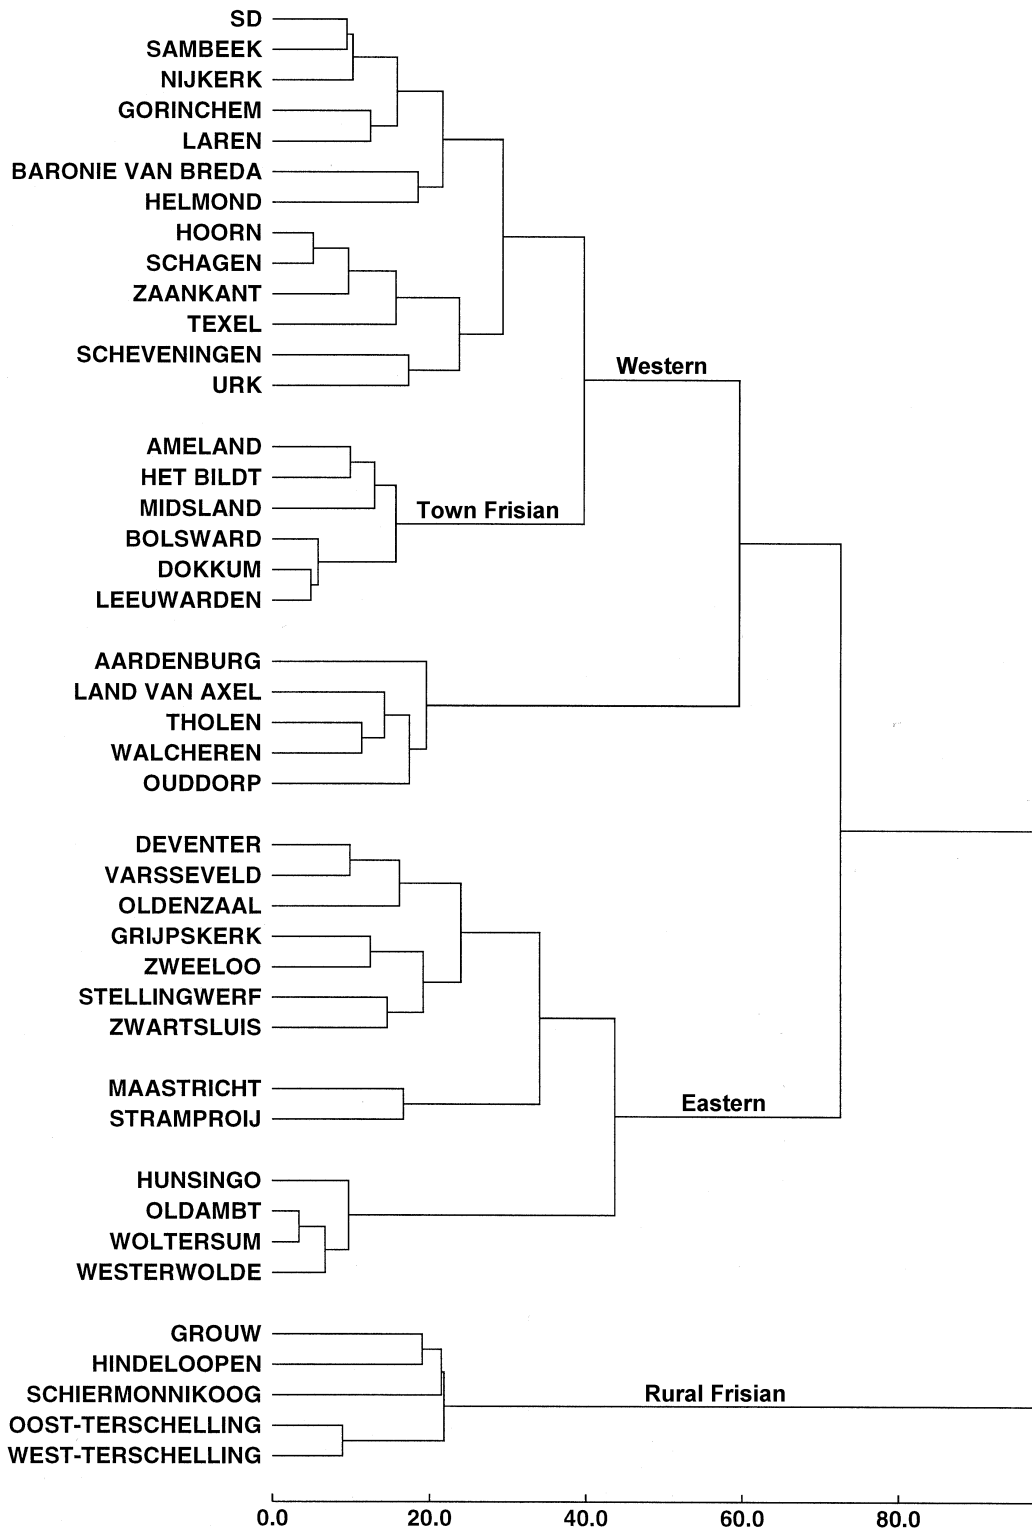 SD
SAMBEEK
NIJKERK
GORINCHEM
LAREN
BARONIE VAN BREDA
HELMOND
HOORN
SCHAGEN
ZAANKANT
TEXEL
SCHEVENINGEN
URK
Western
AMELAND
HET BILDT
MIDSLAND
Town Frisian
BOLSWARD
DOKKUM
LEEUWARDEN
AARDENBURG
LAND VAN AXEL
THOLEN
WALCHEREN
OUDDORP
DEVENTER
VARSSEVELD
OLDENZAAL
GRIJPSKERK
ZWEELOO
STELLINGWERF
ZWARTSLUIS
MAASTRICHT
STRAMPROIJ
Eastern
HUNSINGO
OLDAMBT
WOLTERSUM
WESTERWOLDE
GROUW
HINDELOOPEN
SCHIERMONNIKOOG
Rural Frisian
OOST-TERSCHELLING
WEST-TERSCHELLING
0.0 20.0 40.0 60.0 80.0